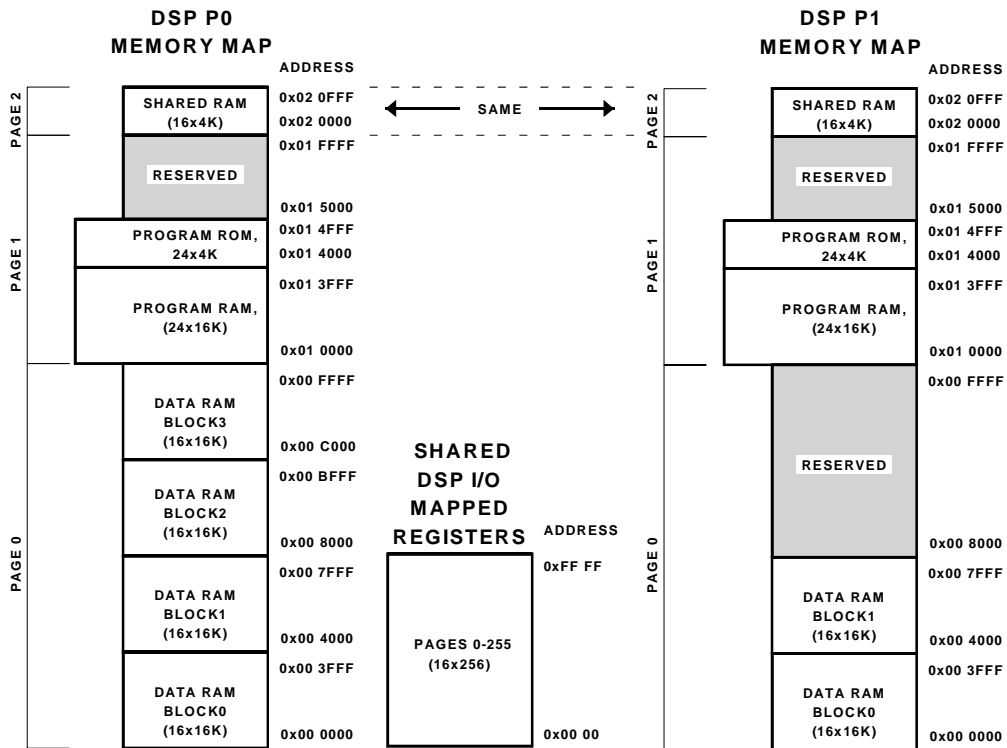 DSP P0
MEMORY MAP
ADDRESS
PAGE 2
SHARED RAM
(16x4K)
0x02 0FFF
0x02 0000
PAGE 1
RESERVED
0x01 FFFF
0x01 5000
PROGRAM ROM,
24x4K
0x01 4FFF
0x01 4000
PROGRAM RAM,
(24x16K)
0x01 3FFF
0x01 0000
PAGE 0
DATA RAM
BLOCK3
(16x16K)
0x00 FFFF
0x00 C000
DATA RAM
BLOCK2
(16x16K)
0x00 BFFF
0x00 8000
DATA RAM
BLOCK1
(16x16K)
0x00 7FFF
0x00 4000
DATA RAM
BLOCK0
(16x16K)
0x00 3FFF
0x00 0000
SAME
SHARED
DSP I/O
MAPPED
REGISTERS
ADDRESS
0xFF FF
PAGES 0-255
(16x256)
0x00 00
DSP P1
MEMORY MAP
ADDRESS
PAGE 2
SHARED RAM
(16x4K)
0x02 0FFF
0x02 0000
PAGE 1
RESERVED
0x01 FFFF
0x01 5000
PROGRAM ROM,
24x4K
0x01 4FFF
0x01 4000
PROGRAM RAM,
(24x16K)
0x01 3FFF
0x01 0000
PAGE 0
RESERVED
0x00 FFFF
0x00 8000
DATA RAM
BLOCK1
(16x16K)
0x00 7FFF
0x00 4000
DATA RAM
BLOCK0
(16x16K)
0x00 3FFF
0x00 0000